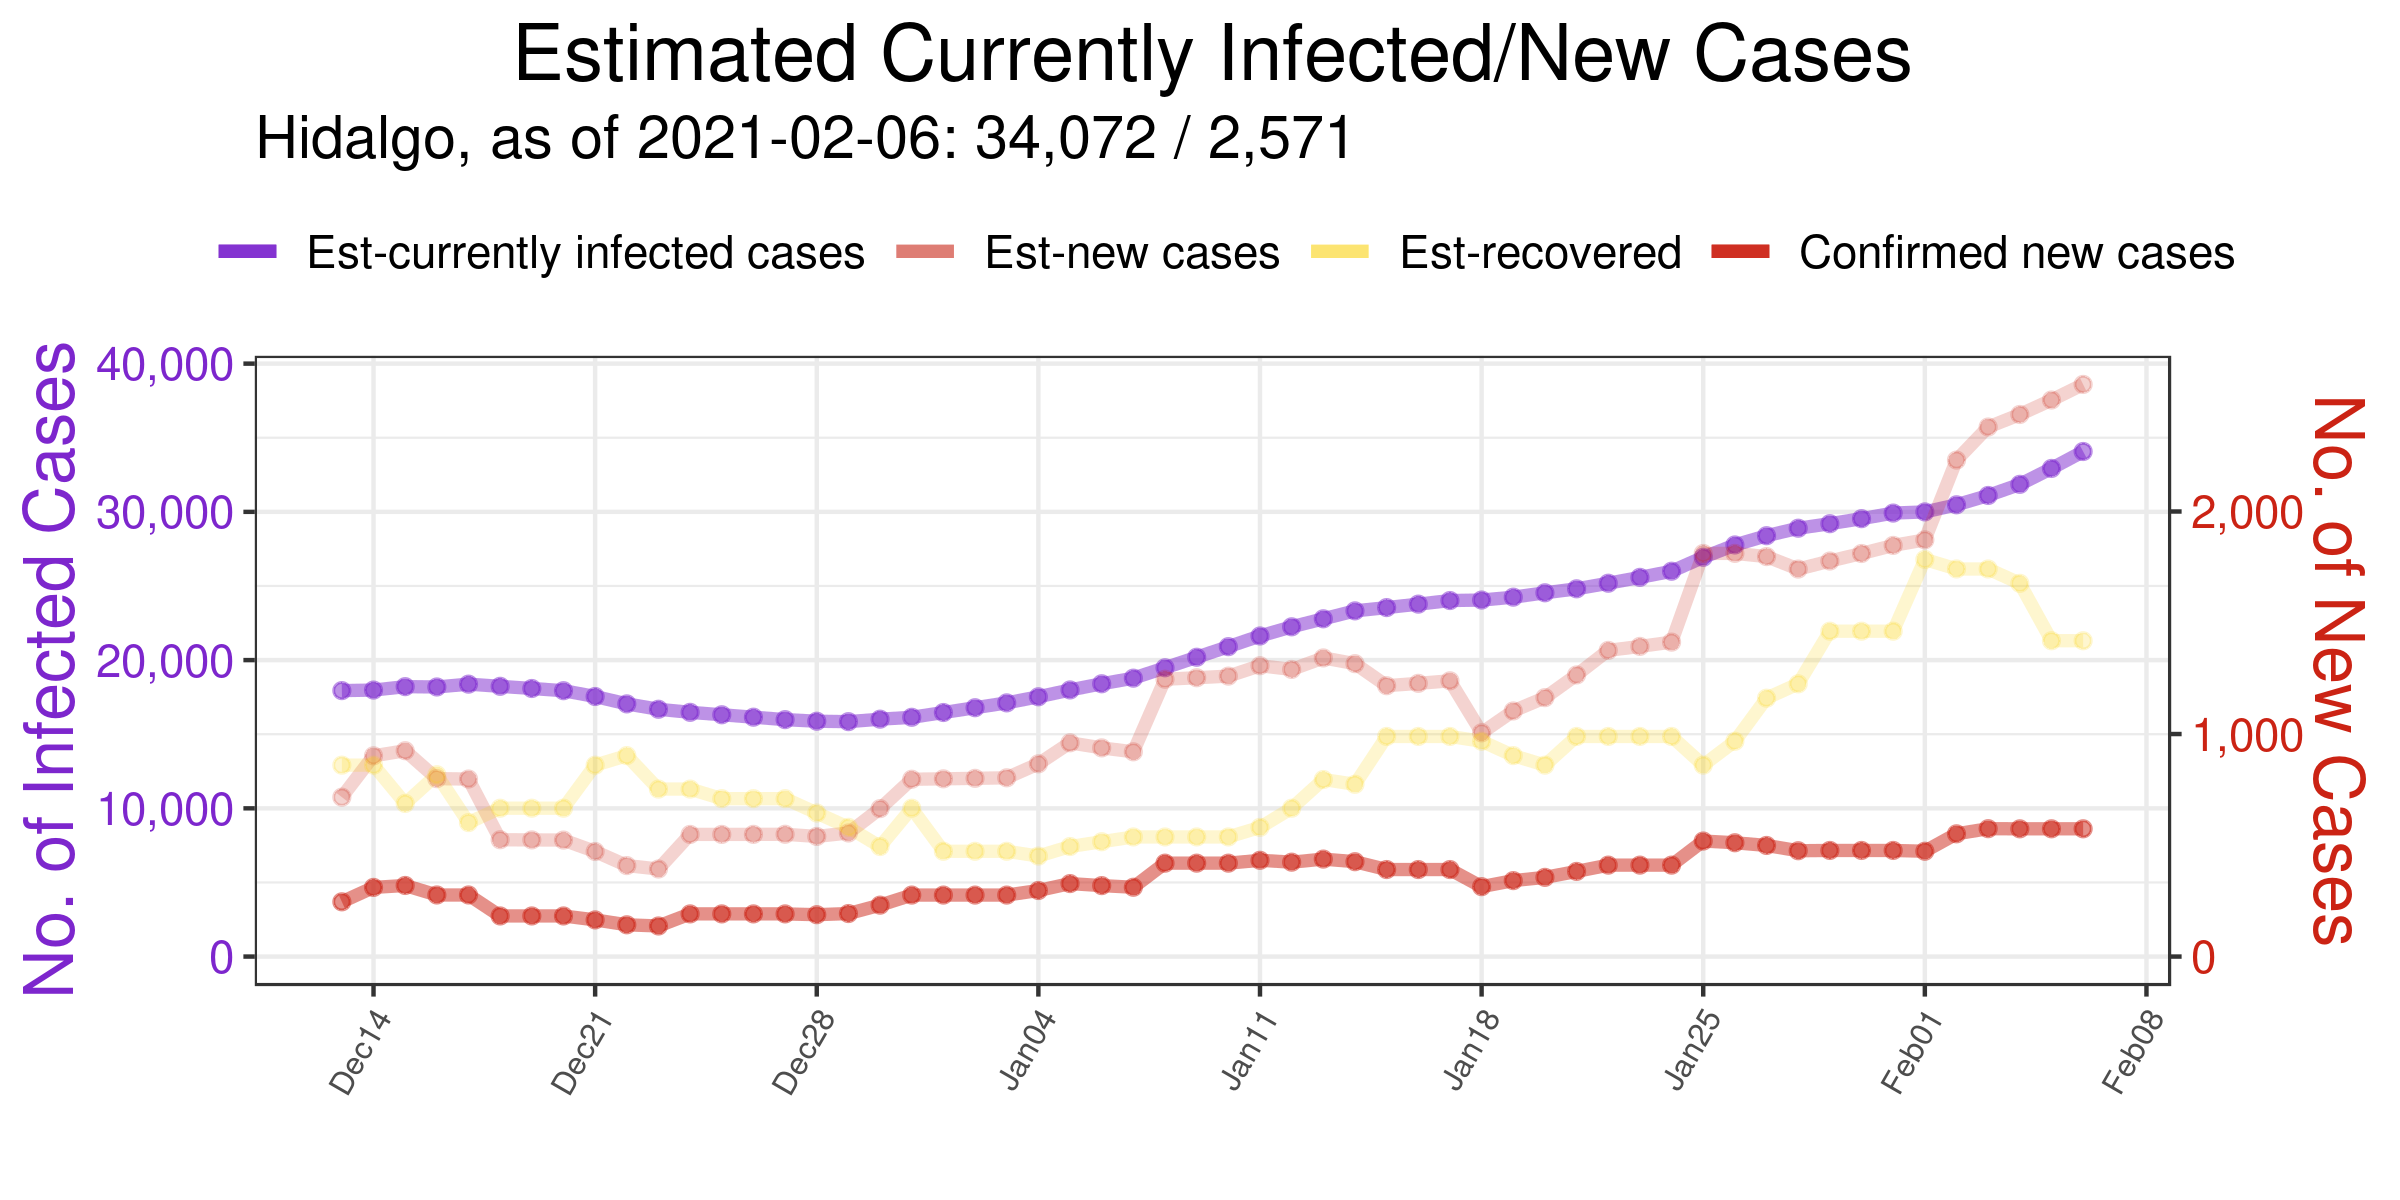 Estimated Currently Infected/New Cases
Hidalgo, as of 2021-02-06: 34,072 / 2,571
Est-currently infected cases Est-new cases Est-recovered Confirmed new cases
No. of Infected Cases
40,000
30,000
20,000
10,000
0
2,000
1,000
0
No. of New Cases
Dec14 Dec21 Dec28 Jan04 Jan11 Jan18 Jan25 Feb01 Feb08